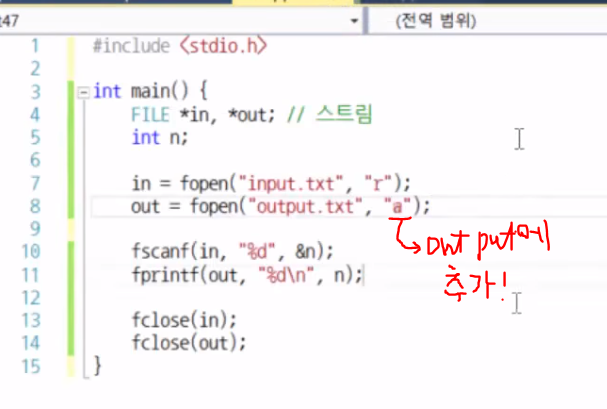 t47
(전역 범위)
1 #include <stdio.h>
2
3 int main() {
4 FILE *in, *out; // 스트림
5 int n;
6
7 in = fopen("input.txt", "r");
8 out = fopen("output.txt", "a");
9
10 fscanf(in, "%d", &n);
11 fprintf(out, "%d\n", n);
12
13 fclose(in);
14 fclose(out);
15 }
output에
추가!